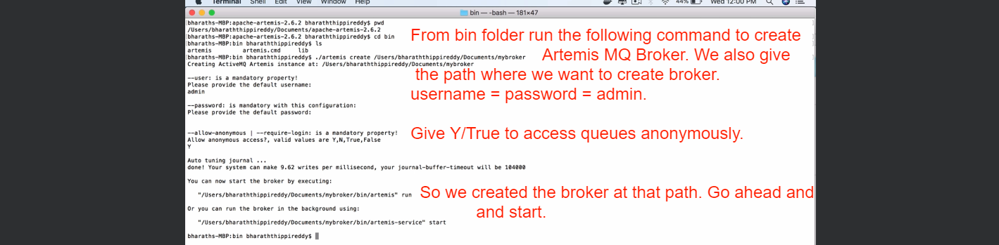 Terminal Shell Edit View Window Help 44% Wed 12:00 PM
bin — -bash — 181×47
bharaths-MBP:apache-artemis-2.6.2 bharaththippireddy$ pwd
/Users/bharaththippireddy/Documents/apache-artemis-2.6.2
bharaths-MBP:apache-artemis-2.6.2 bharaththippireddy$ cd bin
bharaths-MBP:bin bharaththippireddy$ ls
artemis artemis.cmd lib
bharaths-MBP:bin bharaththippireddy$ ./artemis create /Users/bharaththippireddy/Documents/mybroker
Creating ActiveMQ Artemis instance at: /Users/bharaththippireddy/Documents/mybroker
From bin folder run the following command to create
Artemis MQ Broker. We also give
the path where we want to create broker.
username = password = admin.
--user: is a mandatory property!
Please provide the default username:
admin
--password: is mandatory with this configuration:
Please provide the default password:
--allow-anonymous | --require-login: is a mandatory property!
Allow anonymous access?, valid values are Y,N,True,False
Y
Give Y/True to access queues anonymously.
Auto tuning journal ...
done! Your system can make 9.62 writes per millisecond, your journal-buffer-timeout will be 104000
You can now start the broker by executing:
"/Users/bharaththippireddy/Documents/mybroker/bin/artemis" run
So we created the broker at that path. Go ahead and
and start.
Or you can run the broker in the background using:
"/Users/bharaththippireddy/Documents/mybroker/bin/artemis-service" start
bharaths-MBP:bin bharaththippireddy$